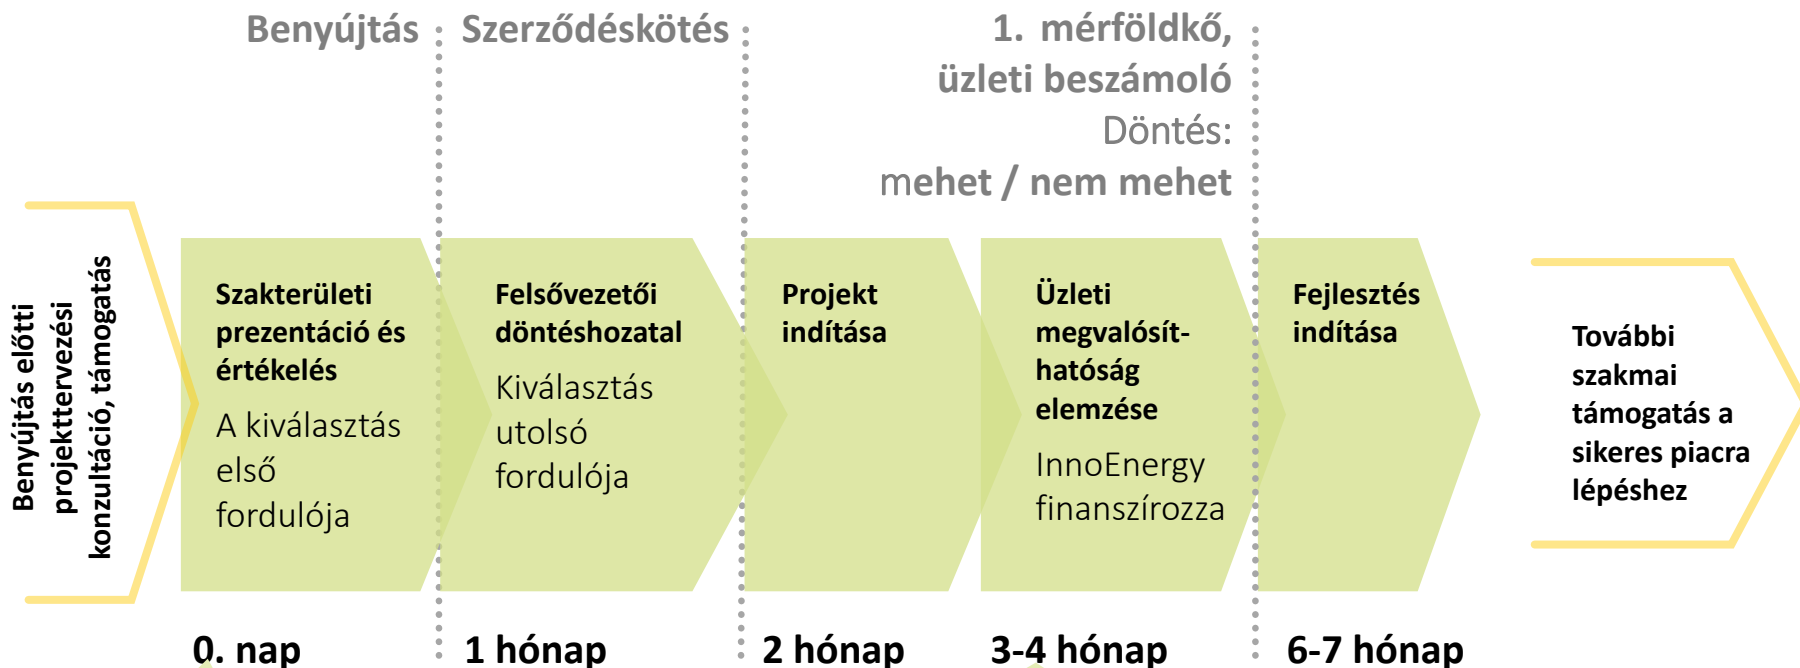 Benyújtás
Szerződéskötés
1. mérföldkő,
üzleti beszámoló
Döntés:
mehet / nem mehet
Benyújtás előtti
projekttervezési
konzultáció, támogatás
Szakterületi
prezentáció és
értékelés
A kiválasztás
első
fordulója
Felsővezetői
döntéshozatal
Kiválasztás
utolsó
fordulója
Projekt
indítása
Üzleti
megvalósít-
hatóság
elemzése
InnoEnergy
finanszírozza
Fejlesztés
indítása
További
szakmai
támogatás a
sikeres piacra
lépéshez
0. nap
1 hónap
2 hónap
3-4 hónap
6-7 hónap